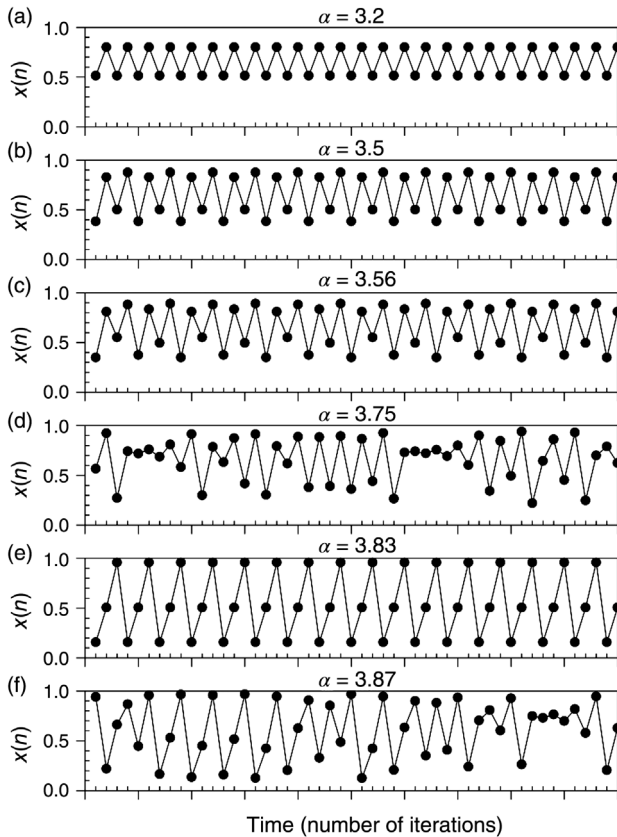 (a)
α = 3.2
1.0
0.5
0.0
x(n)
(b)
α = 3.5
1.0
0.5
0.0
x(n)
(c)
α = 3.56
1.0
0.5
0.0
x(n)
(d)
α = 3.75
1.0
0.5
0.0
x(n)
(e)
α = 3.83
1.0
0.5
0.0
x(n)
(f)
α = 3.87
1.0
0.5
0.0
x(n)
Time (number of iterations)